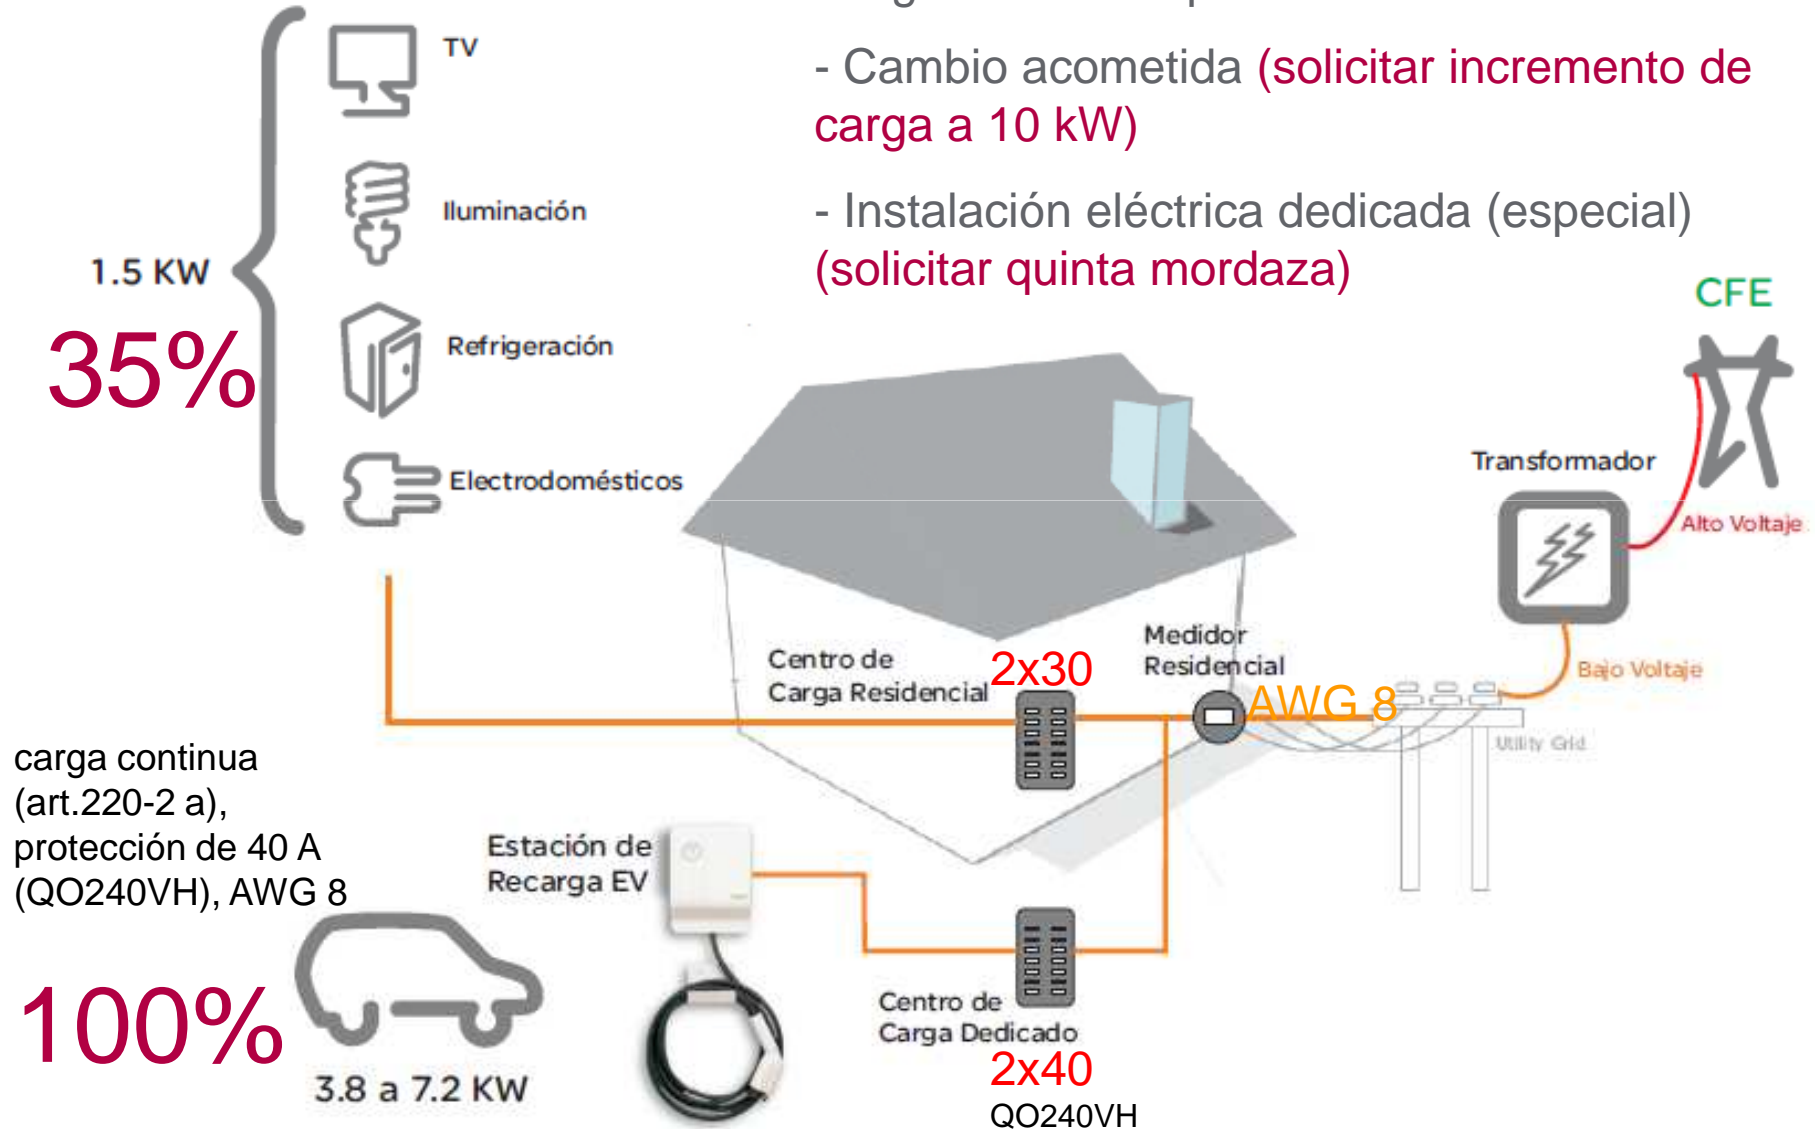 - Cambio acometida (solicitar incremento de
carga a 10 kW)
- Instalación eléctrica dedicada (especial)
(solicitar quinta mordaza)
TV
Iluminación
1.5 KW
35%
Refrigeración
Electrodomésticos
CFE
Transformador
Alto Voltaje
Bajo Voltaje
Utility Grid
Medidor
Residencial
AWG 8
Centro de
Carga Residencial
2x30
carga continua
(art.220-2 a),
protección de 40 A
(QO240VH), AWG 8
100%
3.8 a 7.2 KW
Estación de
Recarga EV
Centro de
Carga Dedicado
2x40
QO240VH